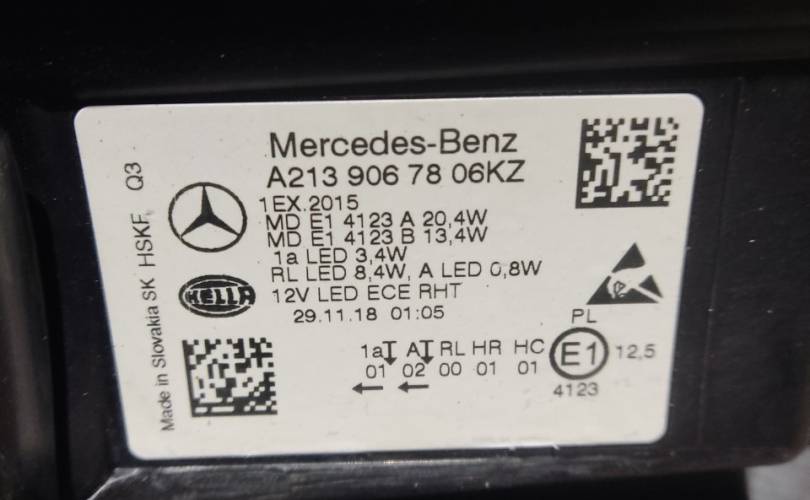 Mercedes-Benz
A213 906 78 06KZ
1EX.2015
MD E1 4123 A 20,4W
MD E1 4123 B 13,4W
1a LED 3,4W
RL LED 8,4W, A LED 0,8W
12V LED ECE RHT
29.11.18 01:05
HELLA
Made in Slovakia SK HSKF Q3
PL
1a A RL HR HC
01 02 00 01 01
E1 12,5
4123